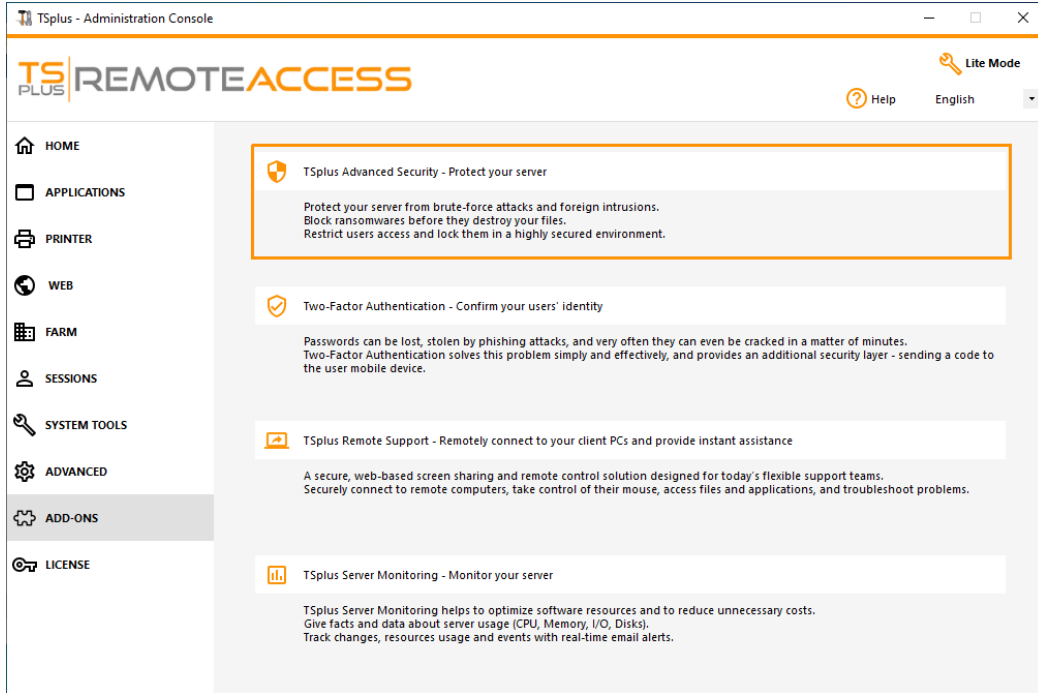 TSplus - Administration Console
TS PLUS REMOTEACCESS
Lite Mode
Help
English
HOME
APPLICATIONS
PRINTER
WEB
FARM
SESSIONS
SYSTEM TOOLS
ADVANCED
ADD-ONS
LICENSE
TSplus Advanced Security - Protect your server
Protect your server from brute-force attacks and foreign intrusions.
Block ransomwares before they destroy your files.
Restrict users access and lock them in a highly secured environment.
Two-Factor Authentication - Confirm your users' identity
Passwords can be lost, stolen by phishing attacks, and very often they can even be cracked in a matter of minutes.
Two-Factor Authentication solves this problem simply and effectively, and provides an additional security layer - sending a code to
the user mobile device.
TSplus Remote Support - Remotely connect to your client PCs and provide instant assistance
A secure, web-based screen sharing and remote control solution designed for today's flexible support teams.
Securely connect to remote computers, take control of their mouse, access files and applications, and troubleshoot problems.
TSplus Server Monitoring - Monitor your server
TSplus Server Monitoring helps to optimize software resources and to reduce unnecessary costs.
Give facts and data about server usage (CPU, Memory, I/O, Disks).
Track changes, resources usage and events with real-time email alerts.